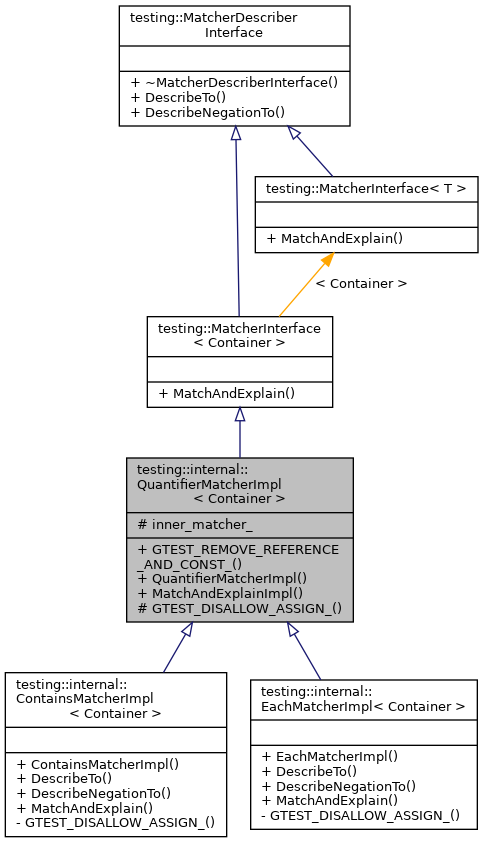 testing::MatcherDescriber
Interface
+ ~MatcherDescriberInterface()
+ DescribeTo()
+ DescribeNegationTo()
testing::MatcherInterface< T >
+ MatchAndExplain()
< Container >
testing::MatcherInterface
< Container >
+ MatchAndExplain()
testing::internal::
QuantifierMatcherImpl
< Container >
# inner_matcher_
+ GTEST_REMOVE_REFERENCE
_AND_CONST_()
+ QuantifierMatcherImpl()
+ MatchAndExplainImpl()
# GTEST_DISALLOW_ASSIGN_()
testing::internal::
ContainsMatcherImpl
< Container >
+ ContainsMatcherImpl()
+ DescribeTo()
+ DescribeNegationTo()
+ MatchAndExplain()
- GTEST_DISALLOW_ASSIGN_()
testing::internal::
EachMatcherImpl< Container >
+ EachMatcherImpl()
+ DescribeTo()
+ DescribeNegationTo()
+ MatchAndExplain()
- GTEST_DISALLOW_ASSIGN_()